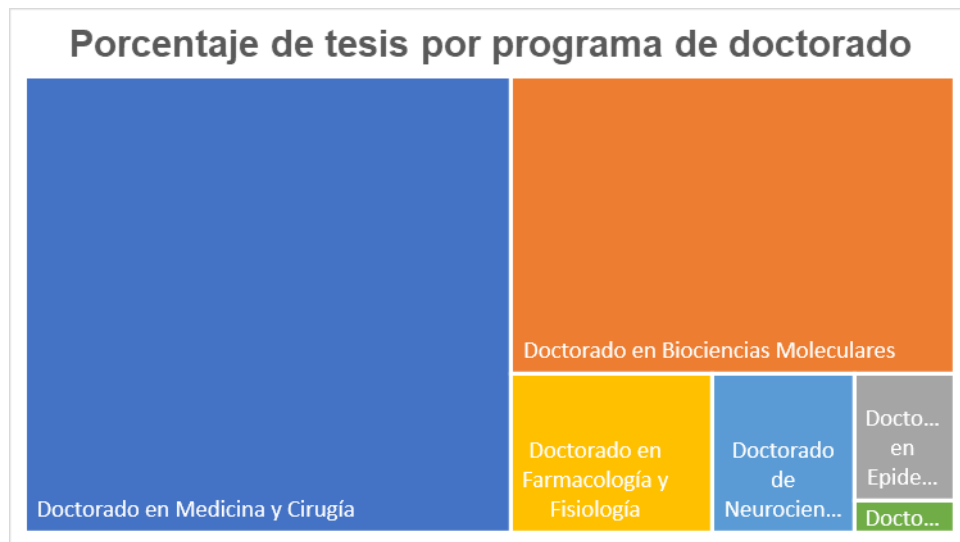 Porcentaje de tesis por programa de doctorado
Doctorado en Medicina y Cirugía
Doctorado en Biociencias Moleculares
Doctorado en
Farmacología y
Fisiología
Doctorado
de
Neurocien...
Docto...
en
Epide...
Docto...